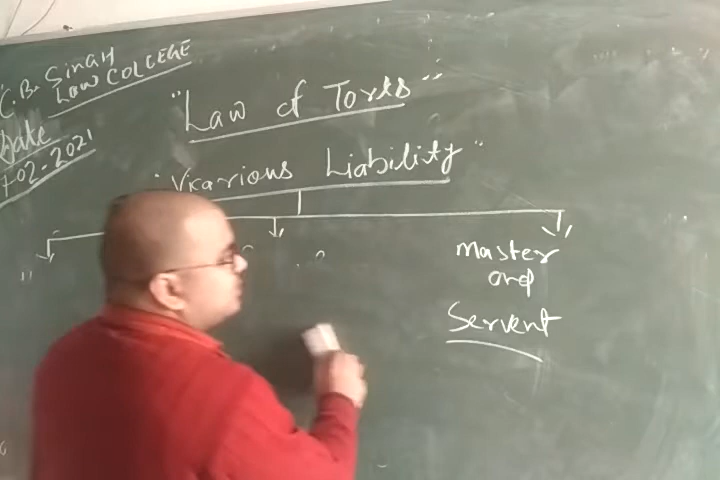 C.B. Singh
Law COLLEGE
Date
-02-2021
"Law of Torts"
"Vicarious Liability"
Master
and
Servent